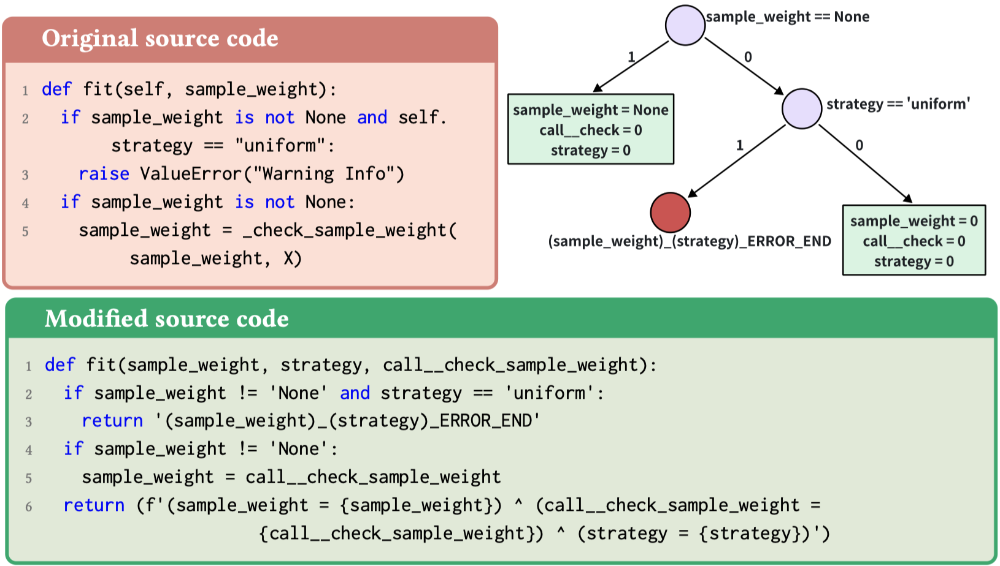 Original source code
1 def fit(self, sample_weight):
2 if sample_weight is not None and self.
strategy == "uniform":
3 raise ValueError("Warning Info")
4 if sample_weight is not None:
5 sample_weight = _check_sample_weight(
sample_weight, X)
sample_weight == None
1
0
sample_weight = None
call__check = 0
strategy = 0
strategy == 'uniform'
1
0
(sample_weight)_(strategy)_ERROR_END
sample_weight = 0
call__check = 0
strategy = 0
Modified source code
1 def fit(sample_weight, strategy, call__check_sample_weight):
2 if sample_weight != 'None' and strategy == 'uniform':
3 return '(sample_weight)_(strategy)_ERROR_END'
4 if sample_weight != 'None':
5 sample_weight = call__check_sample_weight
6 return (f'(sample_weight = {sample_weight}) ^ (call__check_sample_weight =
{call__check_sample_weight}) ^ (strategy = {strategy})')